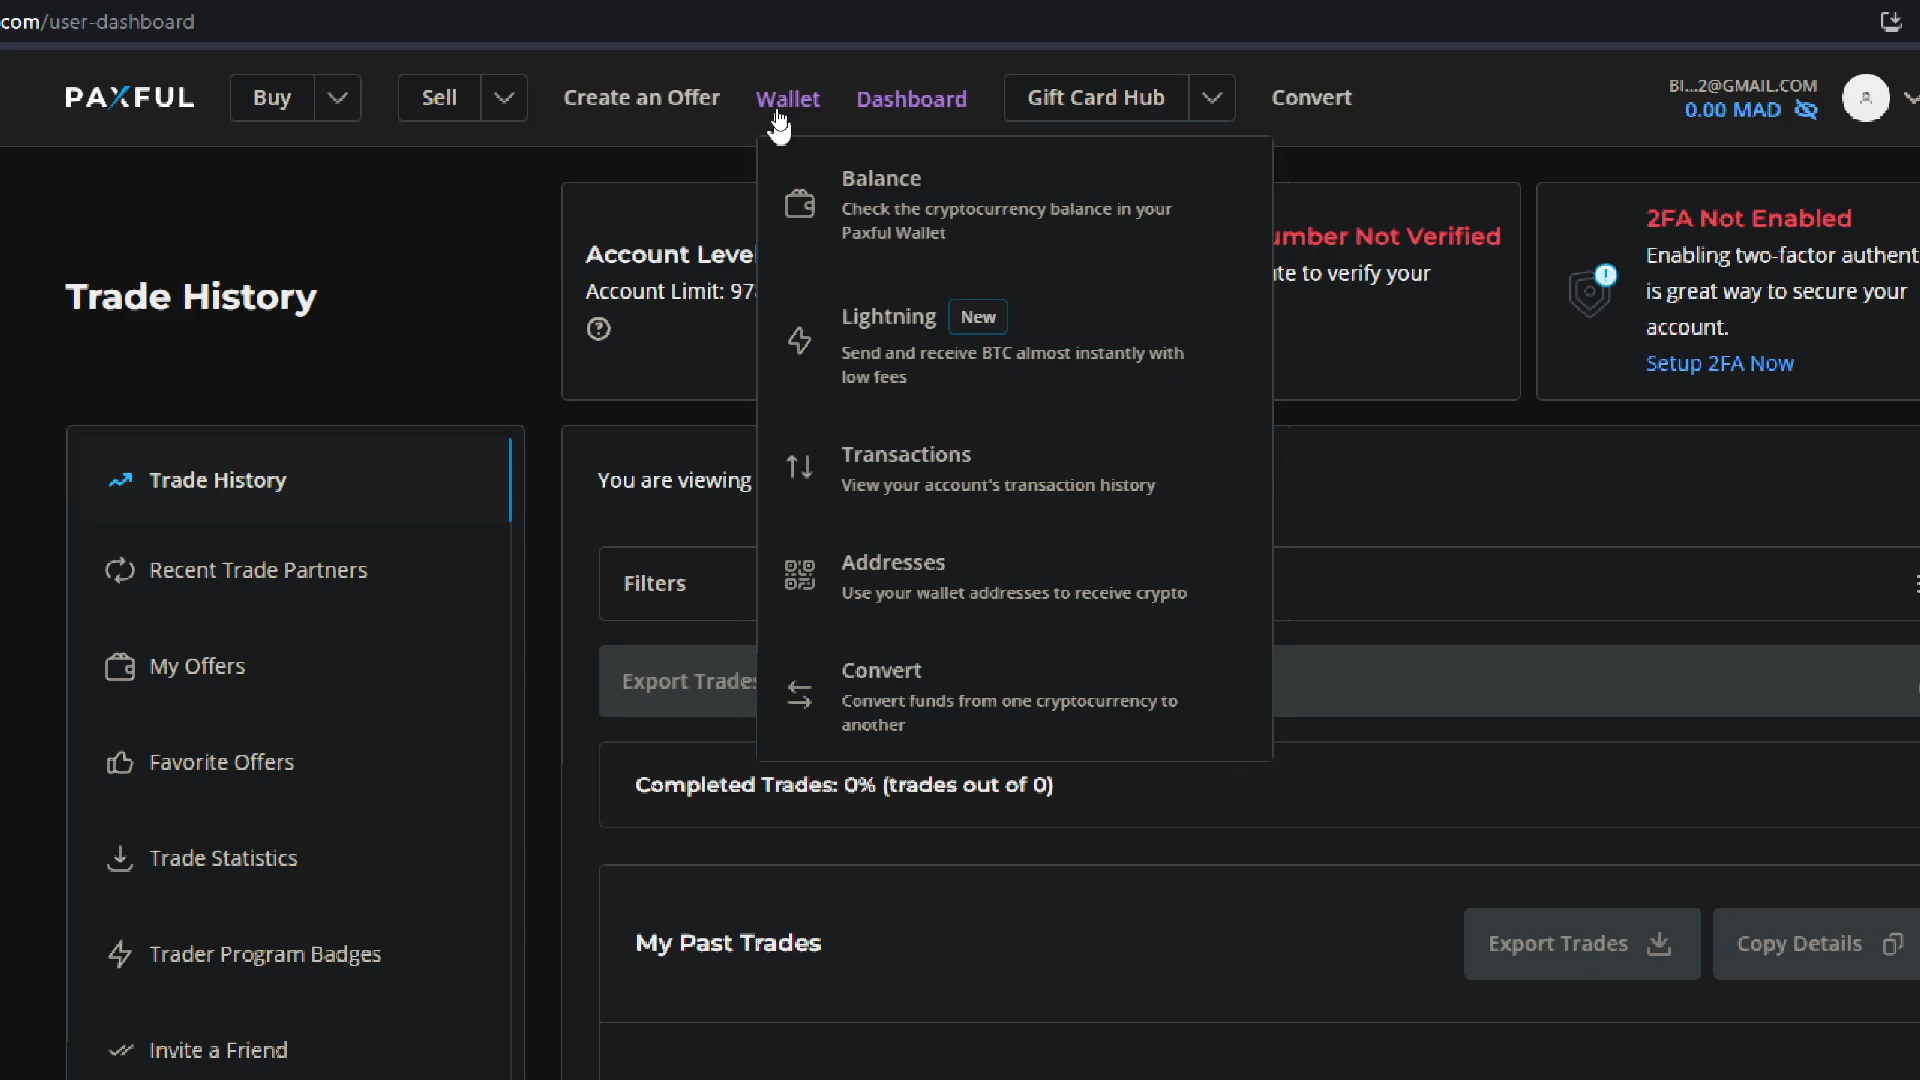 com/user-dashboard
PAXFUL
Buy
Sell
Create an Offer
Wallet
Dashboard
Gift Card Hub
Convert
BI...2@GMAIL.COM
0.00 MAD
Balance
Check the cryptocurrency balance in your
Paxful Wallet
Lightning New
Send and receive BTC almost instantly with
low fees
Transactions
View your account's transaction history
Addresses
Use your wallet addresses to receive crypto
Convert
Convert funds from one cryptocurrency to
another
Trade History
Account Leve
Account Limit: 97
umber Not Verified
te to verify your
2FA Not Enabled
Enabling two-factor authent
is great way to secure your
account.
Setup 2FA Now
Trade History
Recent Trade Partners
My Offers
Favorite Offers
Trade Statistics
Trader Program Badges
Invite a Friend
You are viewing
Filters
Export Trades
Completed Trades: 0% (trades out of 0)
My Past Trades
Export Trades
Copy Details